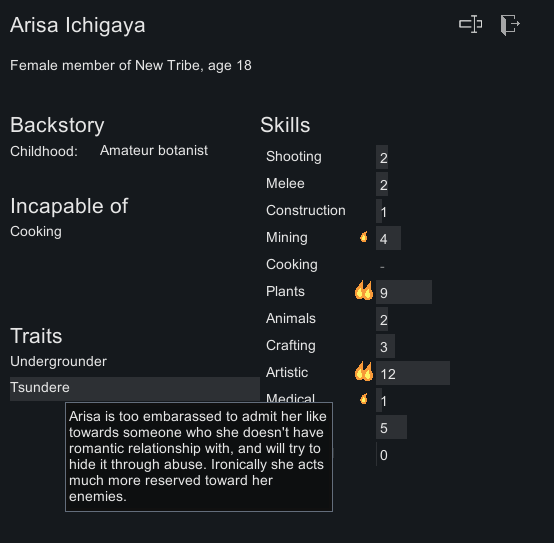 Arisa Ichigaya
Female member of New Tribe, age 18
Backstory
Childhood: Amateur botanist
Incapable of
Cooking
Traits
Undergrounder
Tsundere
Arisa is too embarassed to admit her like
towards someone who she doesn't have
romantic relationship with, and will try to
hide it through abuse. Ironically she acts
much more reserved toward her
enemies.
Skills
Shooting 2
Melee 2
Construction 1
Mining 4
Cooking -
Plants 9
Animals 2
Crafting 3
Artistic 12
Medical 1
5
0